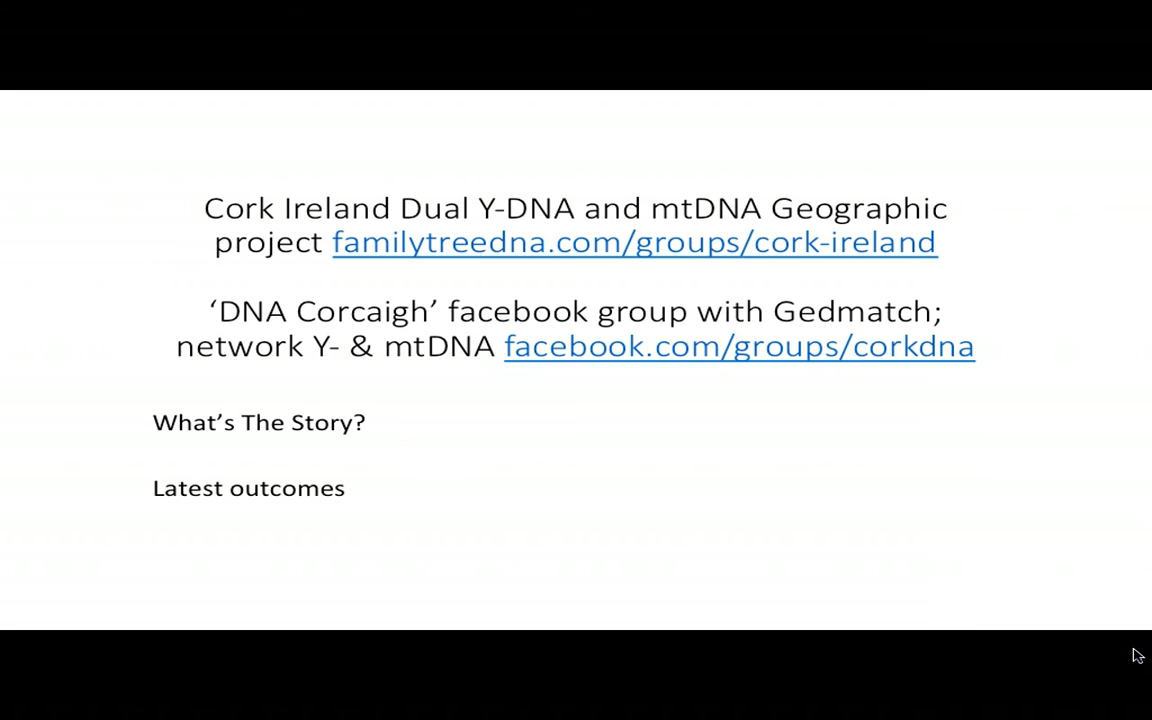 Cork Ireland Dual Y-DNA and mtDNA Geographic
project familytreedna.com/groups/cork-ireland
‘DNA Corcaigh’ facebook group with Gedmatch;
network Y- & mtDNA facebook.com/groups/corkdna
What’s The Story?
Latest outcomes